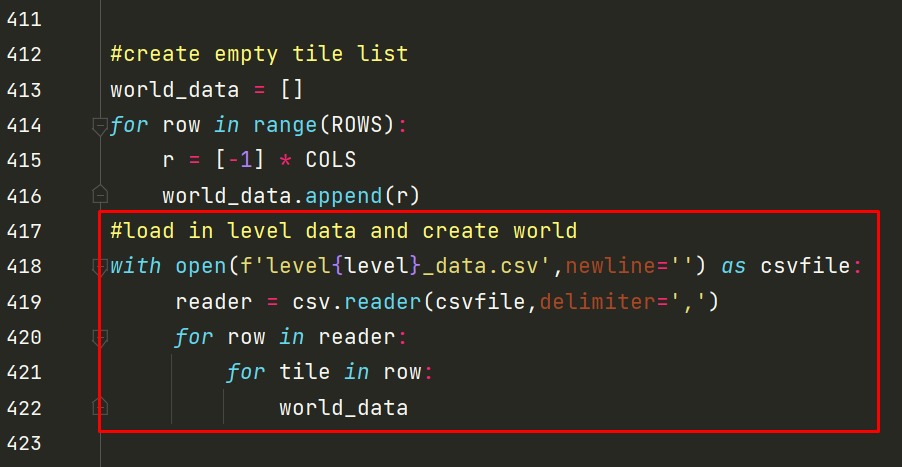 411
412 #create empty tile list
413 world_data = []
414 for row in range(ROWS):
415     r = [-1] * COLS
416     world_data.append(r)
417 #load in level data and create world
418 with open(f'level{level}_data.csv',newline='') as csvfile:
419      reader = csv.reader(csvfile,delimiter=',')
420      for row in reader:
421          for tile in row:
422              world_data
423